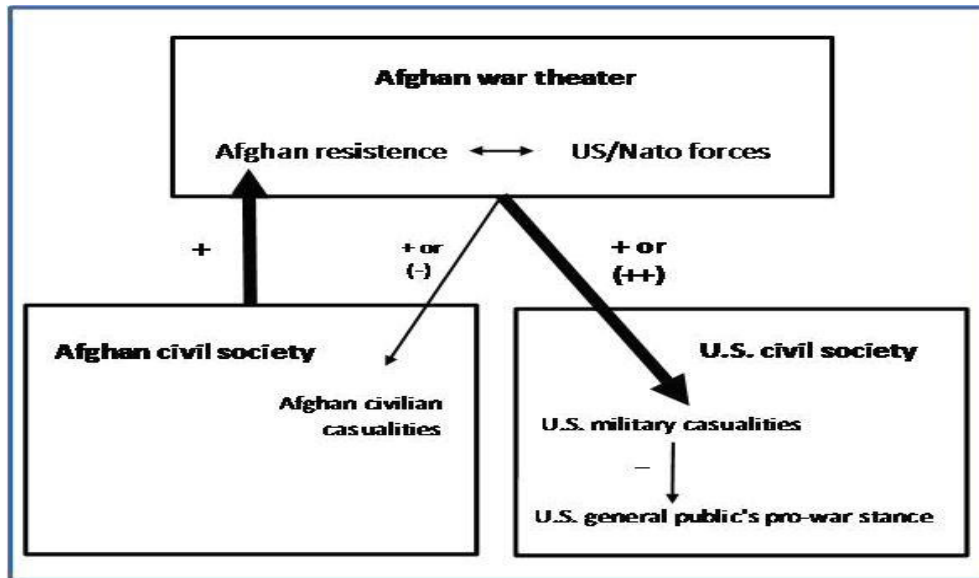 Afghan war theater
Afghan resistence
US/Nato forces
+
+ or
(-)
+ or
(++)
Afghan civil society
U.S. civil society
Afghan civilian
casualities
U.S. military casualities
–
U.S. general public's pro-war stance